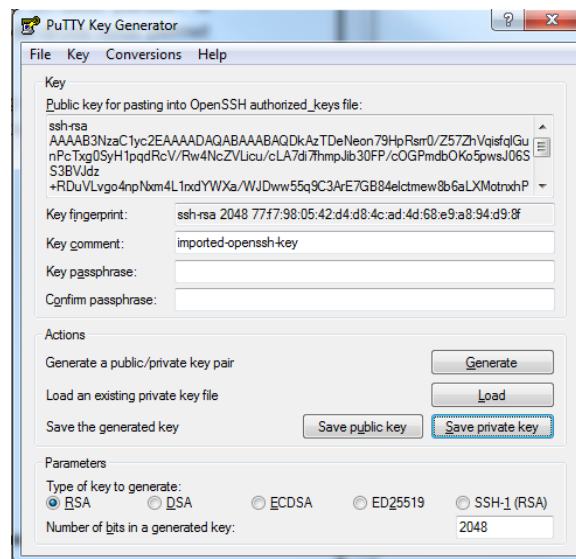 PuTTY Key Generator
File Key Conversions Help
Key
Public key for pasting into OpenSSH authorized_keys file:
ssh-rsa
AAAAB3NzaC1yc2EAAAADAQABAAABAQDkAzTDeNeon79HpRsrr0/Z57ZhVqisfqlGu
nPcTxg0SyH1pqdRcV/Rw4NcZVLicu/cLA7di7fhmpJib30FP/cOGPmdbOKo5pwsJ06S
S3BVJdz
+RDuVLvgo4npNxm4L1rxdYWXa/WJDww55q9C3ArE7GB84elctmew8b6aLXMotnxhP
Key fingerprint: ssh-rsa 2048 77:f7:98:05:42:d4:d8:4c:ad:4d:68:e9:a8:94:d9:8f
Key comment: imported-openssh-key
Key passphrase:
Confirm passphrase:
Actions
Generate a public/private key pair Generate
Load an existing private key file Load
Save the generated key Save public key Save private key
Parameters
Type of key to generate:
RSA DSA ECDSA ED25519 SSH-1 (RSA)
Number of bits in a generated key: 2048